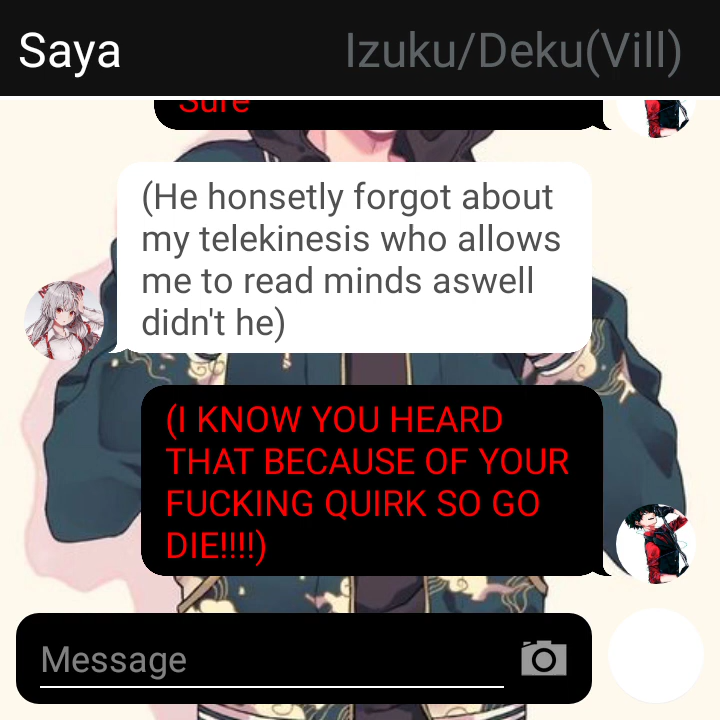 Saya
Izuku/Deku(Vill)
Sure
(He honsetly forgot about
my telekinesis who allows
me to read minds aswell
didn't he)
(I KNOW YOU HEARD
THAT BECAUSE OF YOUR
FUCKING QUIRK SO GO
DIE!!!!)
Message